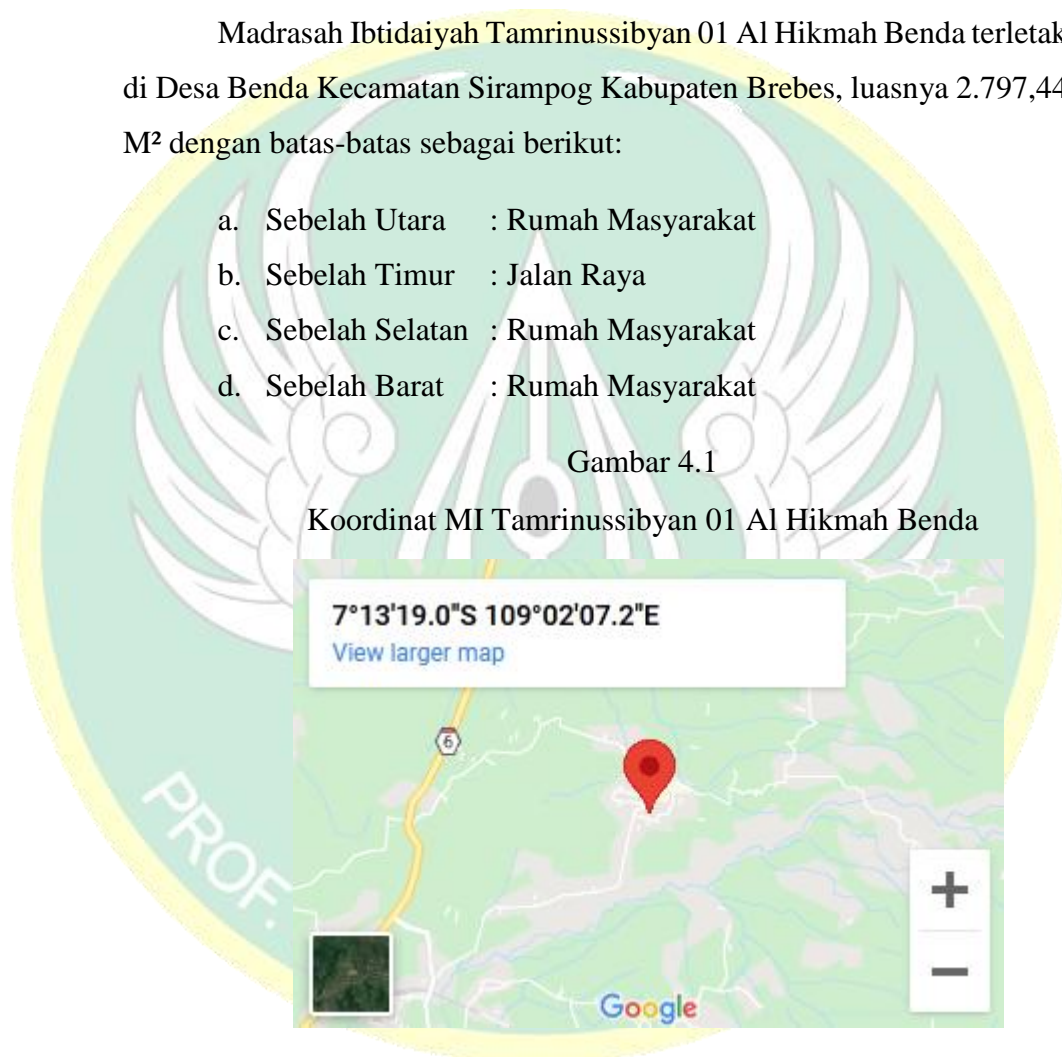 Madrasah Ibtidaiyah Tamrinussibyan 01 Al Hikmah Benda terletak
di Desa Benda Kecamatan Sirampog Kabupaten Brebes, luasnya 2.797,44
M² dengan batas-batas sebagai berikut:
a. Sebelah Utara : Rumah Masyarakat
b. Sebelah Timur : Jalan Raya
c. Sebelah Selatan : Rumah Masyarakat
d. Sebelah Barat : Rumah Masyarakat
Gambar 4.1
Koordinat MI Tamrinussibyan 01 Al Hikmah Benda
7°13'19.0"S 109°02'07.2"E
View larger map
6
PROF.
Google